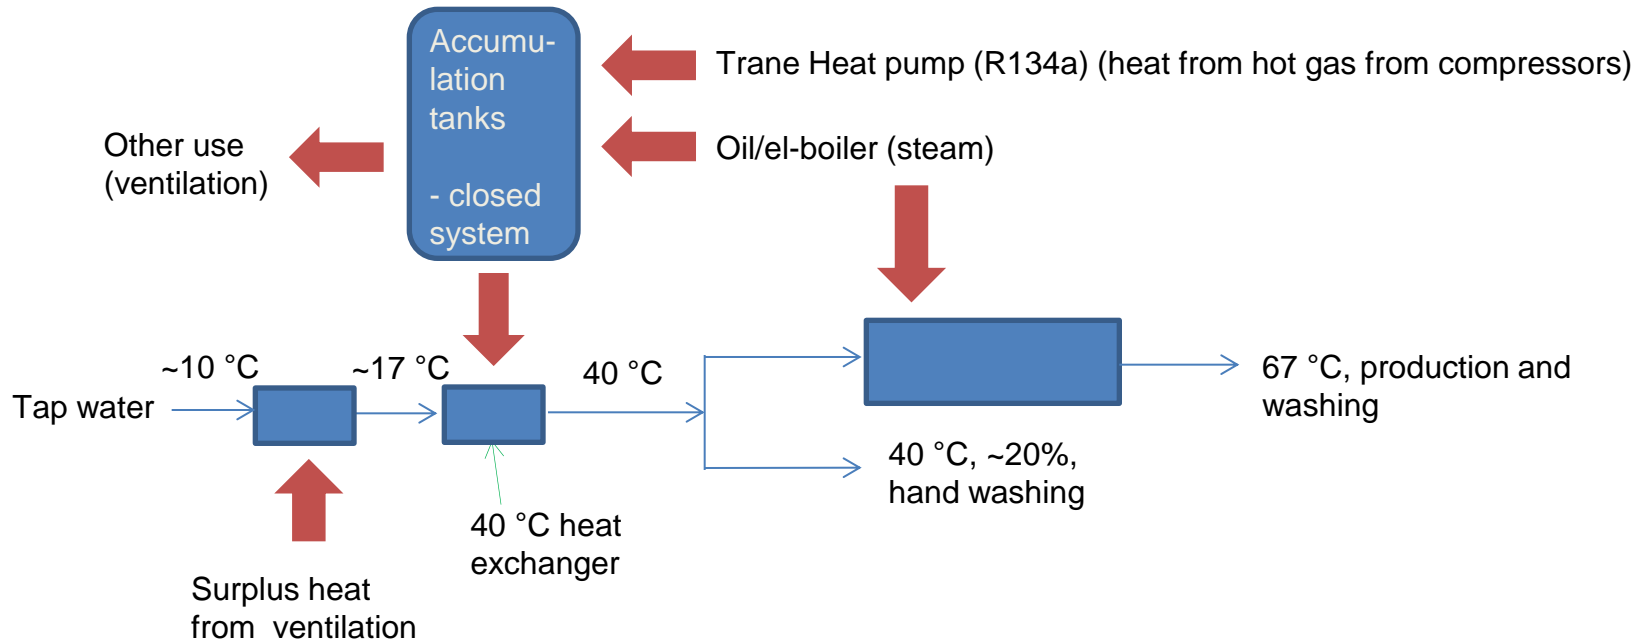 Accumu-
lation
tanks
- closed
system
Trane Heat pump (R134a) (heat from hot gas from compressors)
Oil/el-boiler (steam)
Other use
(ventilation)
~10 °C
~17 °C
40 °C
Tap water
67 °C, production and
washing
40 °C, ~20%,
hand washing
40 °C heat
exchanger
Surplus heat
from ventilation